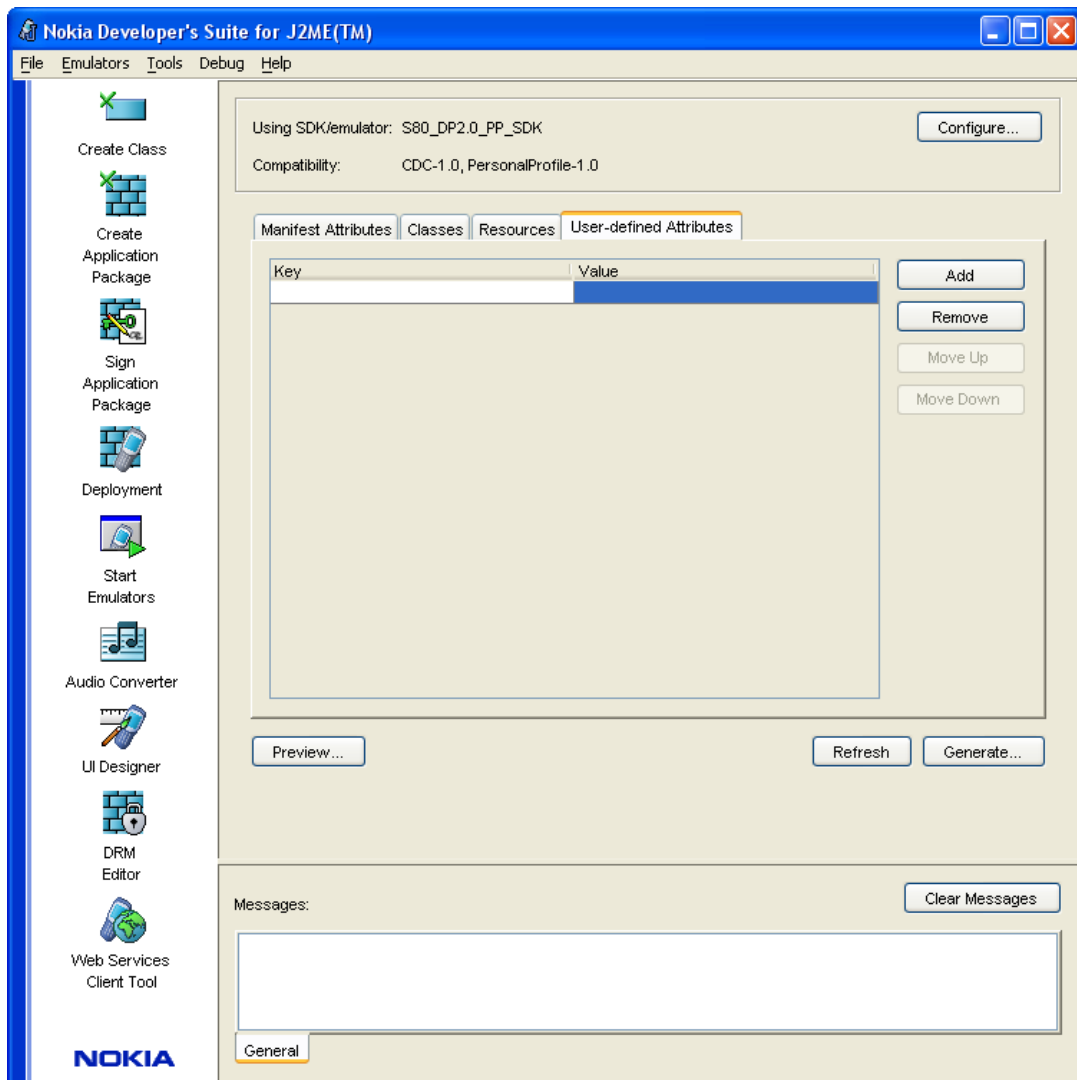 Nokia Developer's Suite for J2ME(TM)
File Emulators Tools Debug Help
Create Class
Create
Application
Package
Sign
Application
Package
Deployment
Start
Emulators
Audio Converter
UI Designer
DRM
Editor
Web Services
Client Tool
NOKIA
Using SDK/emulator: S80_DP2.0_PP_SDK
Configure...
Compatibility: CDC-1.0, PersonalProfile-1.0
Manifest Attributes Classes Resources User-defined Attributes
Key Value
Add
Remove
Move Up
Move Down
Preview... Refresh Generate...
Messages: Clear Messages
General